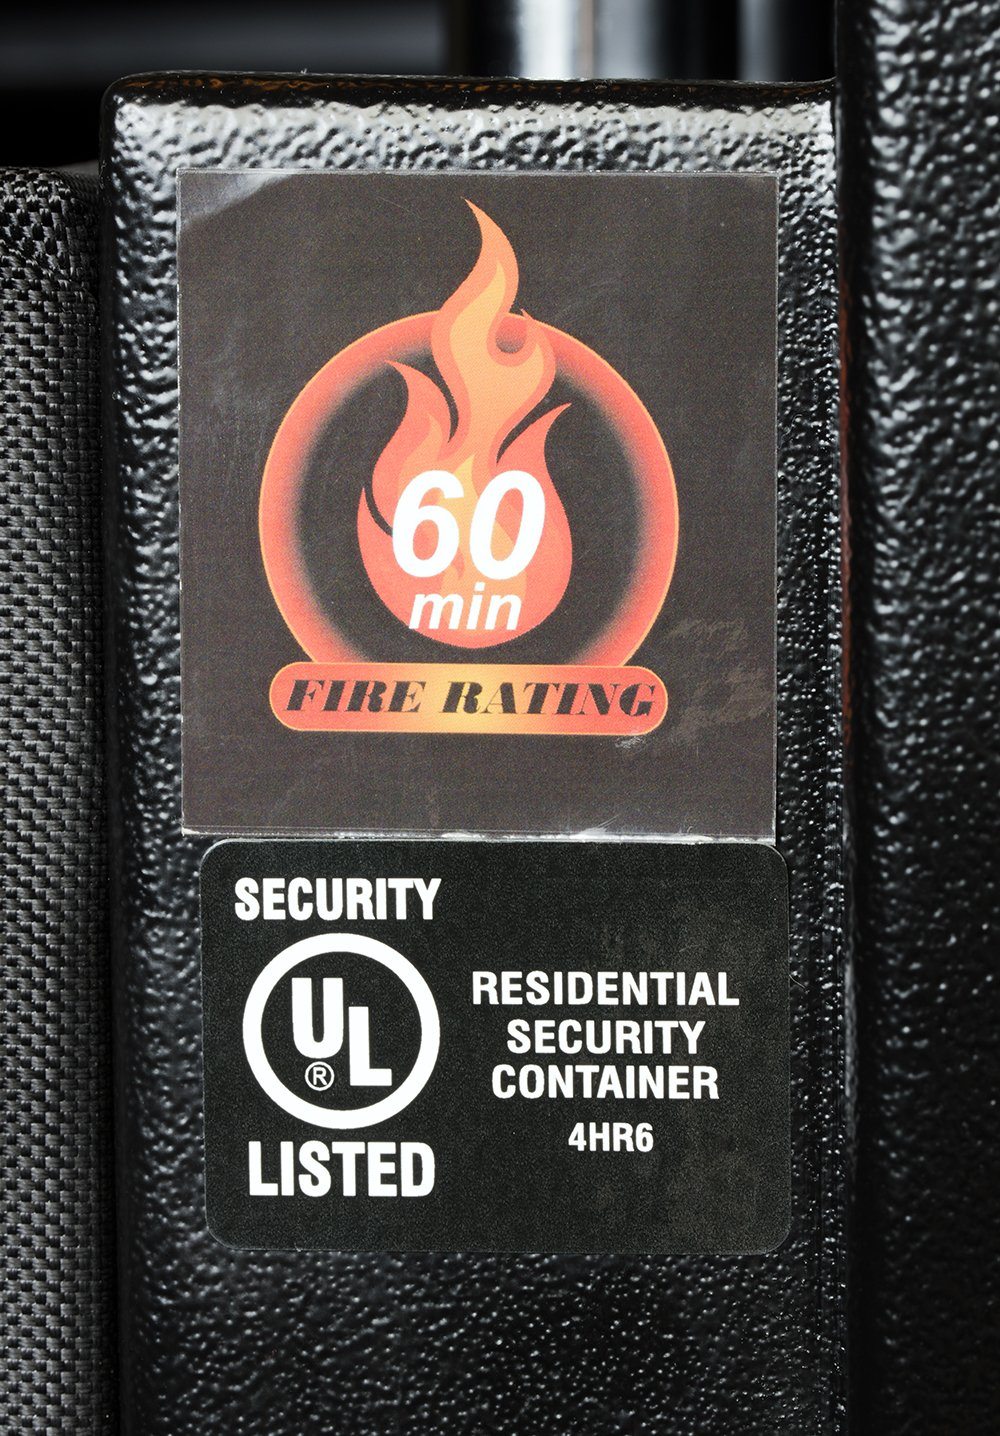 60
min
FIRE RATING
SECURITY
UL
®
LISTED
RESIDENTIAL
SECURITY
CONTAINER
4HR6